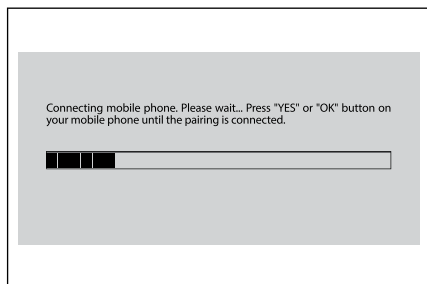 Connecting mobile phone. Please wait... Press "YES" or "OK" button on
your mobile phone until the pairing is connected.